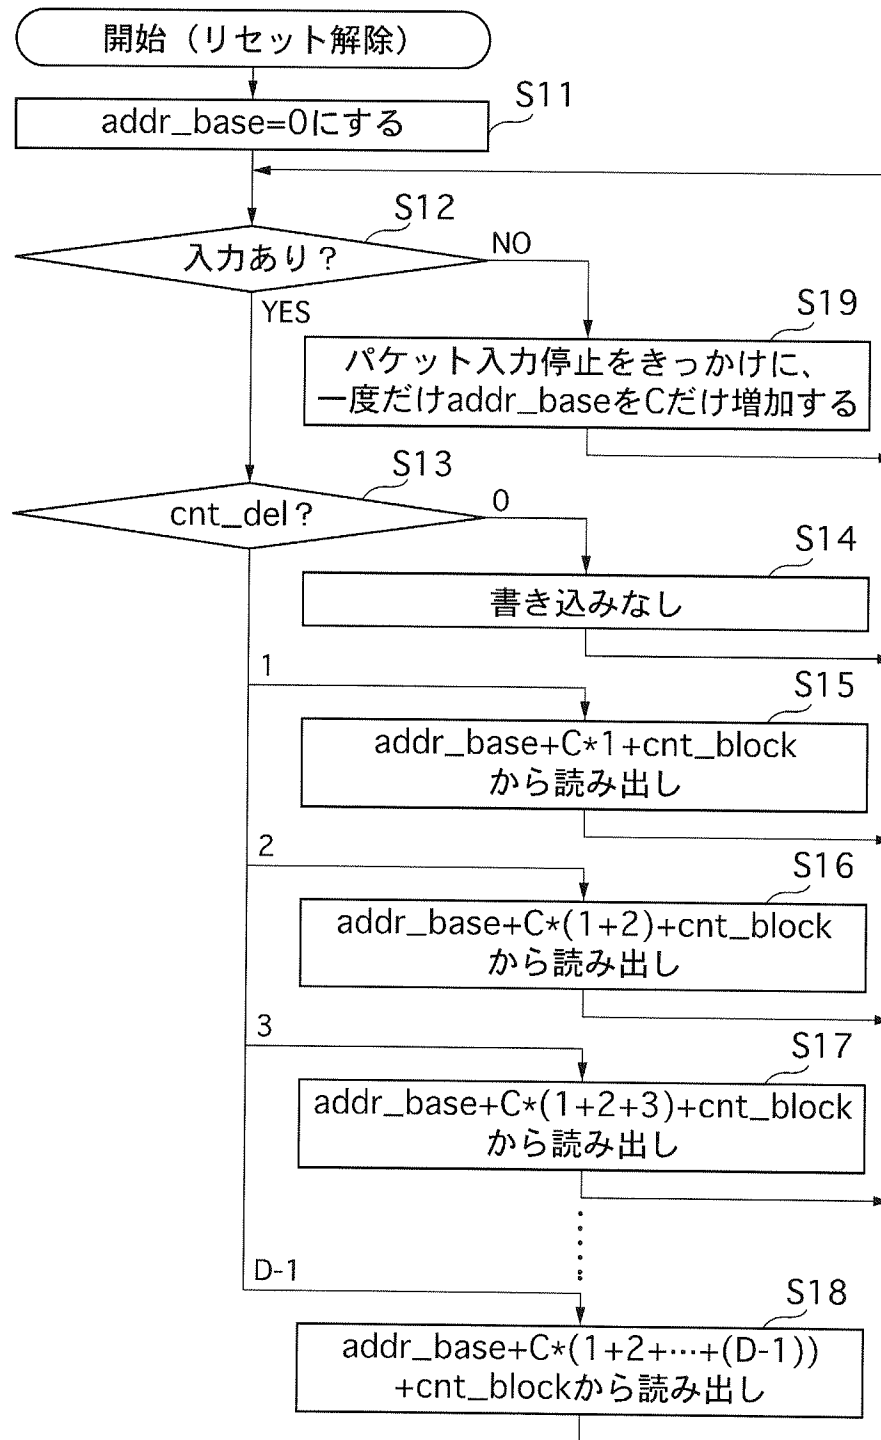 開始（リセット解除）
S11
addr_base=0にする
S12
入力あり？
NO
YES
S19
パケット入力停止をきっかけに、
一度だけaddr_baseをCだけ増加する
S13
cnt_del？
0
S14
書き込みなし
1
S15
addr_base+C*1+cnt_block
から読み出し
2
S16
addr_base+C*(1+2)+cnt_block
から読み出し
3
S17
addr_base+C*(1+2+3)+cnt_block
から読み出し
D-1
S18
addr_base+C*(1+2+…+(D-1))
+cnt_blockから読み出し